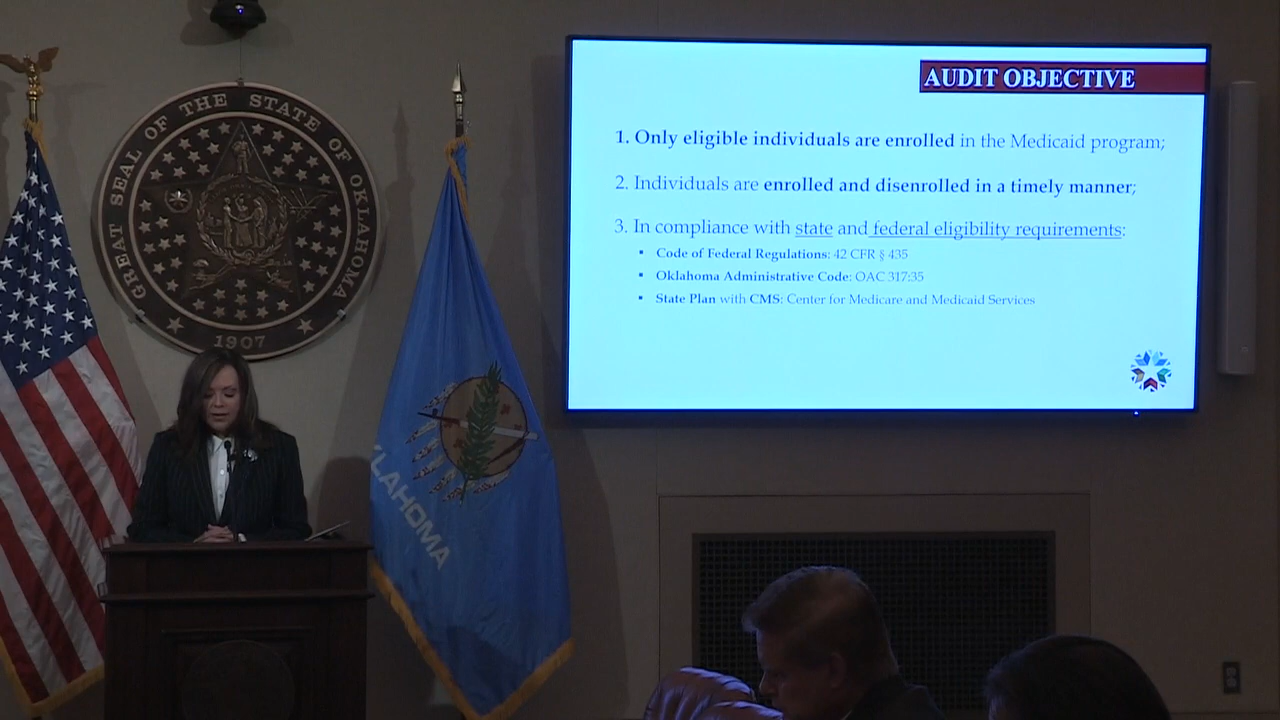 GREAT SEAL OF THE STATE OF OKLAHOMA
1907
KLAHOMA
AUDIT OBJECTIVE
1. Only eligible individuals are enrolled in the Medicaid program;
2. Individuals are enrolled and disenrolled in a timely manner;
3. In compliance with state and federal eligibility requirements:
▪ Code of Federal Regulations: 42 CFR § 435
▪ Oklahoma Administrative Code: OAC 317:35
▪ State Plan with CMS: Center for Medicare and Medicaid Services